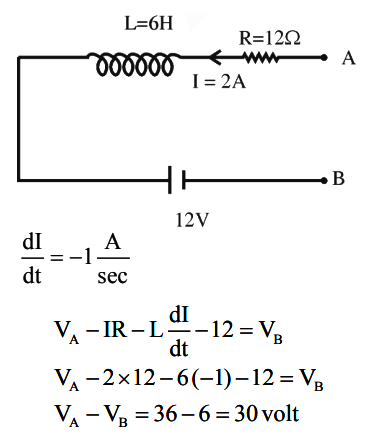 L=6H
R=12Ω
A
I = 2A
B
12V
dI/dt = −1 A/sec
V_A − IR − L dI/dt − 12 = V_B
V_A − 2 × 12 − 6(−1) − 12 = V_B
V_A − V_B = 36 − 6 = 30 volt